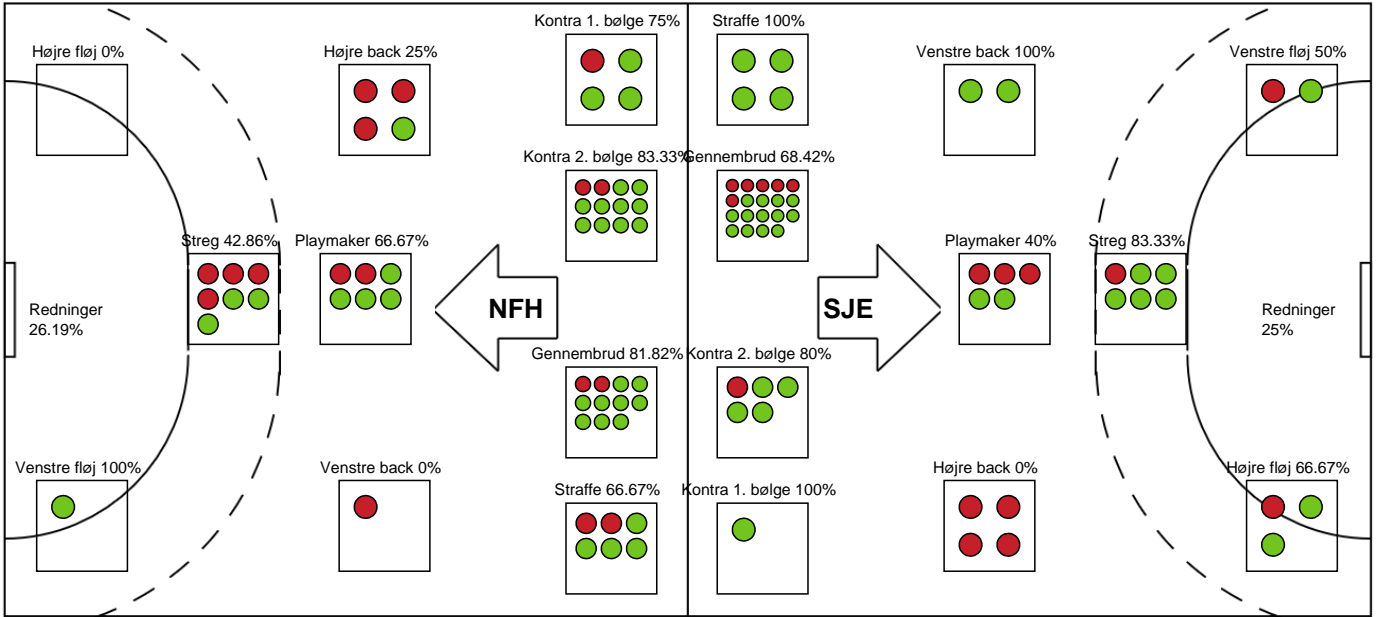 Kontra 1. bølge 75%
Straffe 100%
Højre fløj 0%
Højre back 25%
Venstre back 100%
Venstre fløj 50%
Kontra 2. bølge 83.33%
Gennembrud 68.42%
Streg 42.86%
Playmaker 66.67%
Playmaker 40%
Streg 83.33%
Redninger
26.19%
NFH
SJE
Redninger
25%
Gennembrud 81.82%
Kontra 2. bølge 80%
Venstre fløj 100%
Venstre back 0%
Højre back 0%
Højre fløj 66.67%
Straffe 66.67%
Kontra 1. bølge 100%